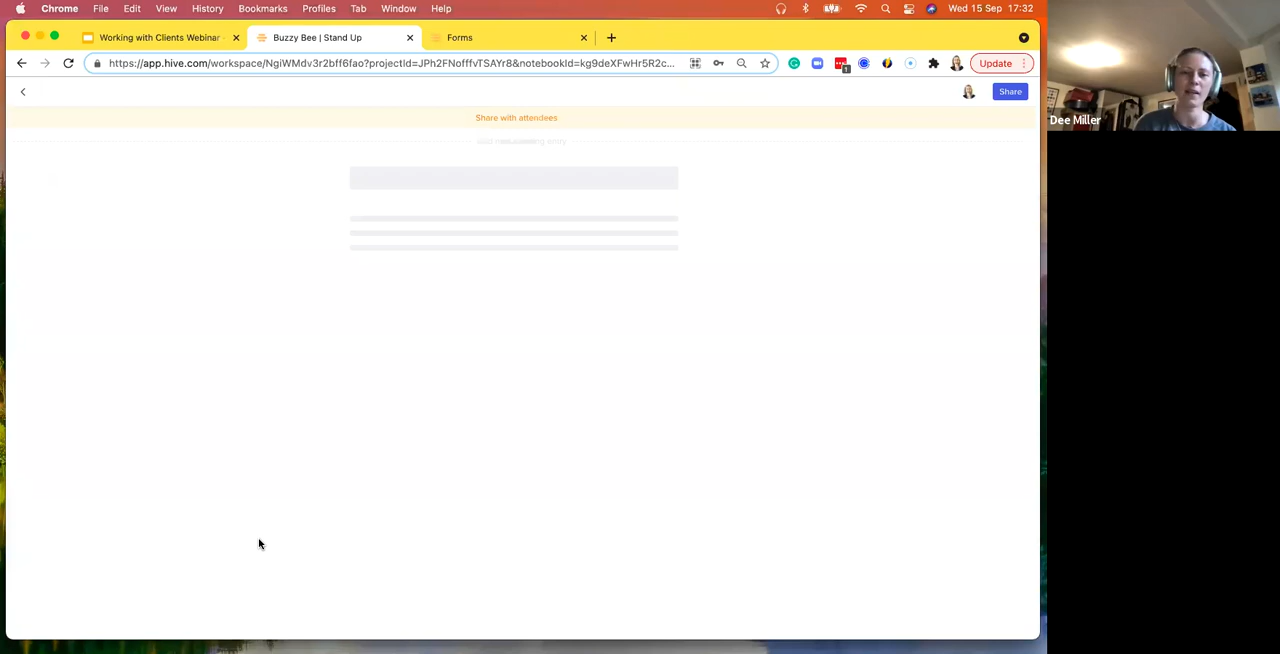 Chrome File Edit View History Bookmarks Profiles Tab Window Help Wed 15 Sep 17:32
Working with Clients Webinar - Buzzy Bee | Stand Up Forms
https://app.hive.com/workspace/NgiWMdv3r2bff6fao?projectId=JPh2FNofffvTSAYr8&notebookId=kg9deXFwHr5R2c... 1 Update
Share
Share with attendees
Dee Miller